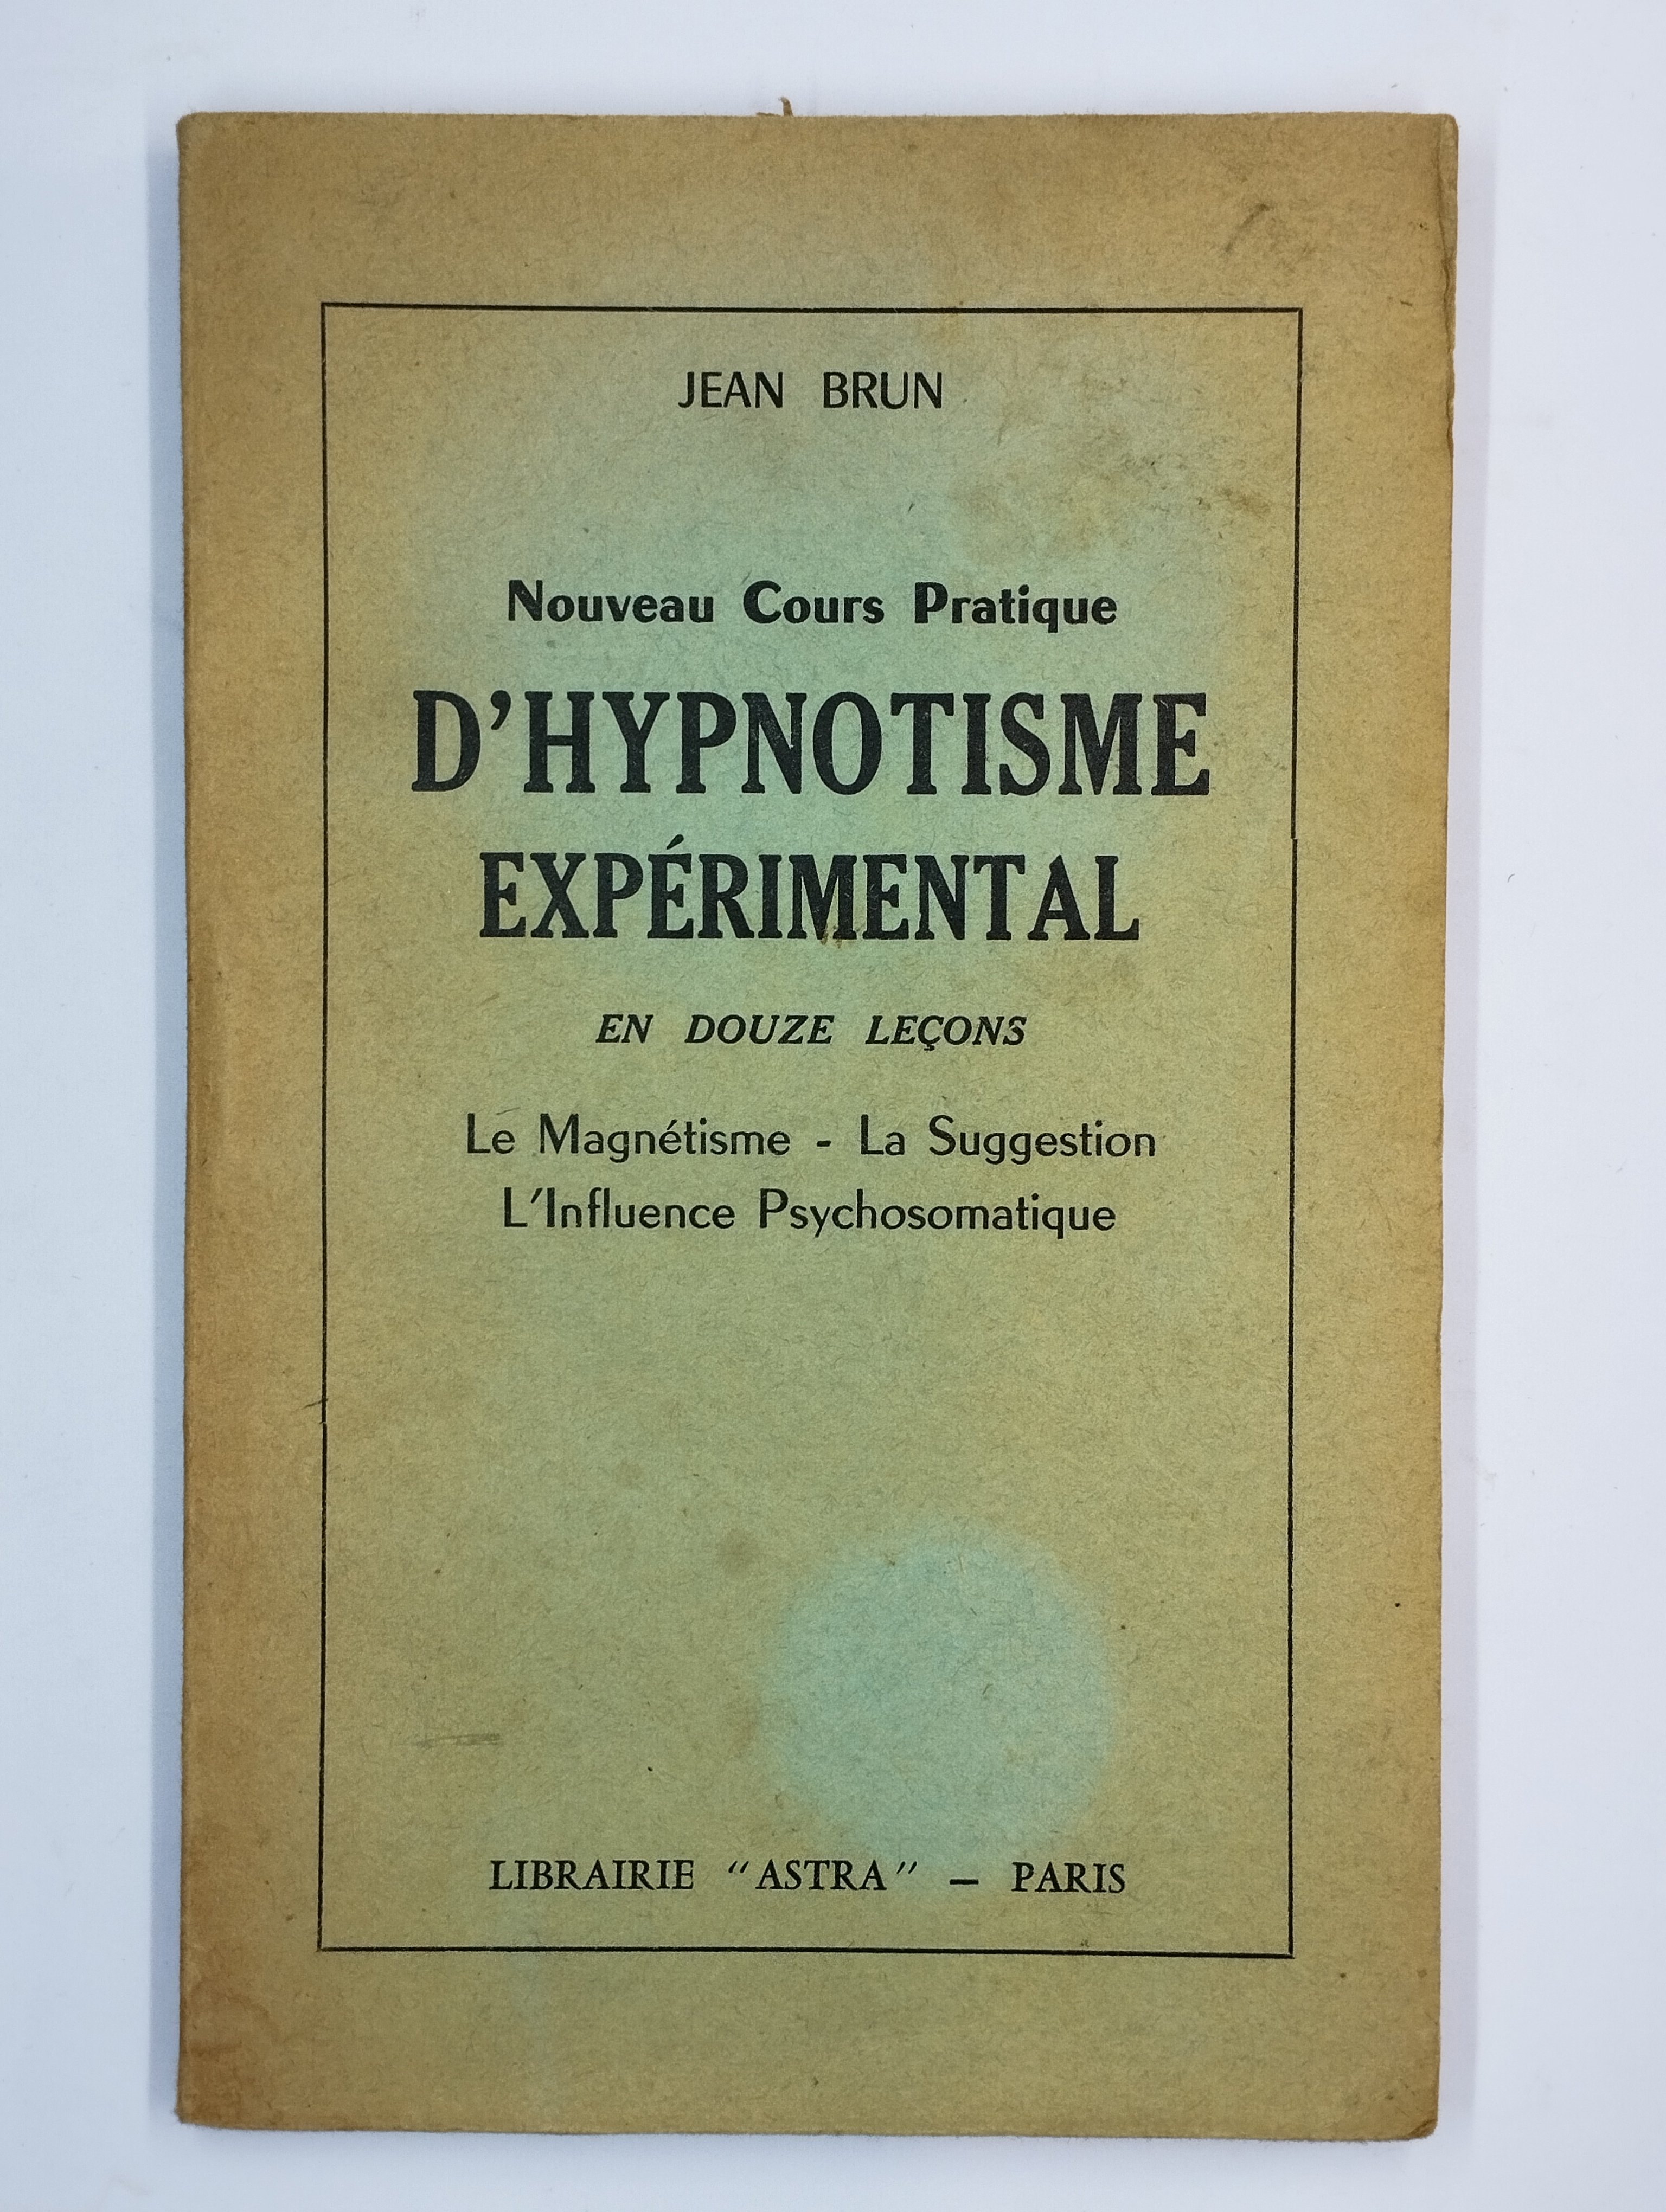 JEAN BRUN
Nouveau Cours Pratique
D'HYPNOTISME
EXPÉRIMENTAL
EN DOUZE LEÇONS
Le Magnétisme - La Suggestion
L'Influence Psychosomatique
LIBRAIRIE "ASTRA" – PARIS